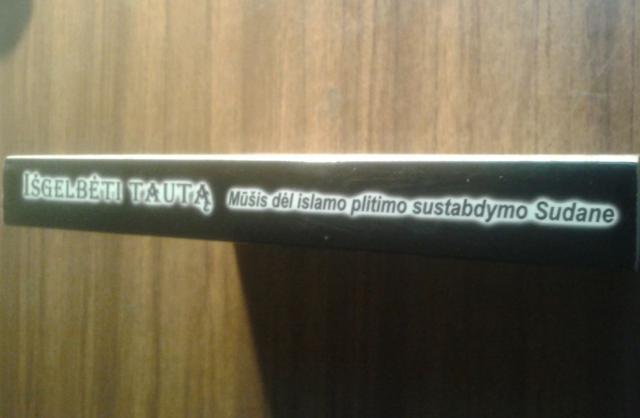 IŠGELBĖTI TAUTĄ Mūšis dėl islamo plitimo sustabdymo Sudane